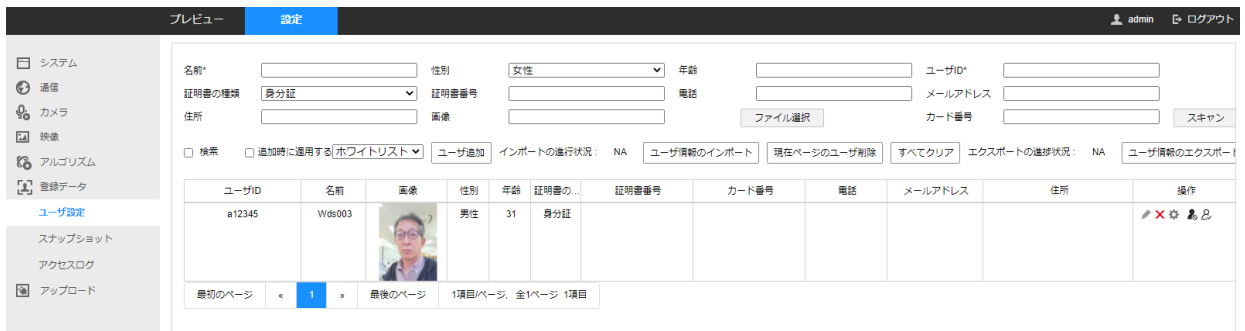 プレビュー 設定 admin ログアウト
システム
通信
カメラ
映像
アルゴリズム
登録データ
ユーザ設定
スナップショット
アクセスログ
アップロード
名前* 性別 女性 年齢 ユーザID*
証明書の種類 身分証 証明書番号 電話 メールアドレス
住所 画像 ファイル選択 カード番号 スキャン
検索 追加時に適用する ホワイトリスト ユーザ追加 インポートの進行状況： NA ユーザ情報のインポート 現在ページのユーザ削除 すべてクリア エクスポートの進捗状況： NA ユーザ情報のエクスポート
ユーザID 名前 画像 性別 年齢 証明書の... 証明書番号 カード番号 電話 メールアドレス 住所 操作
a12345 Wds003 男性 31 身分証
最初のページ « 1 » 最後のページ 1項目/ページ, 全1ページ 1項目